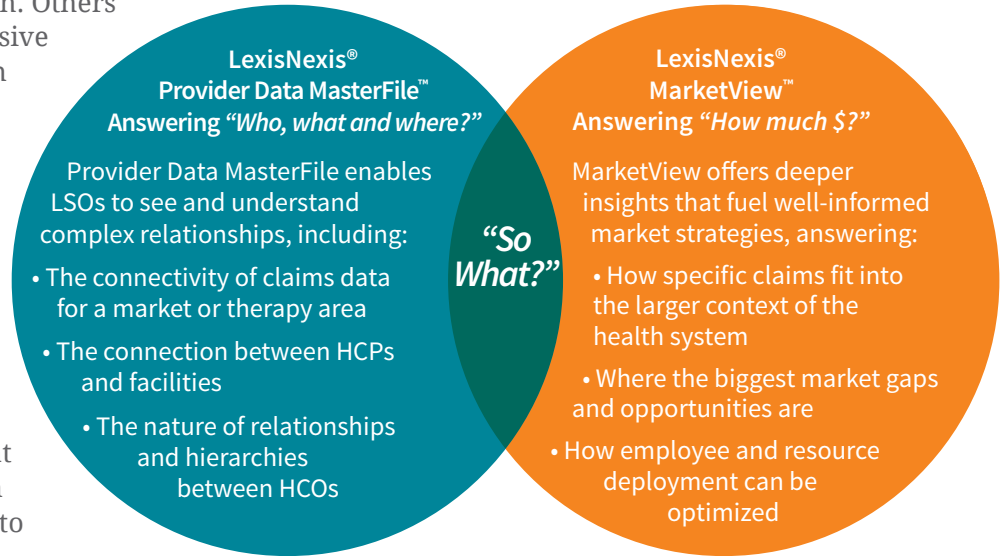 n. Others
sive
LexisNexis®
Provider Data MasterFile™
Answering “Who, what and where?”
Provider Data MasterFile enables
LSOs to see and understand
complex relationships, including:
• The connectivity of claims data
for a market or therapy area
• The connection between HCPs
and facilities
• The nature of relationships
and hierarchies
between HCOs
“So
What?”
LexisNexis®
MarketView™
Answering “How much $?”
MarketView offers deeper
insights that fuel well-informed
market strategies, answering:
• How specific claims fit into
the larger context of the
health system
• Where the biggest market gaps
and opportunities are
• How employee and resource
deployment can be
optimized
to